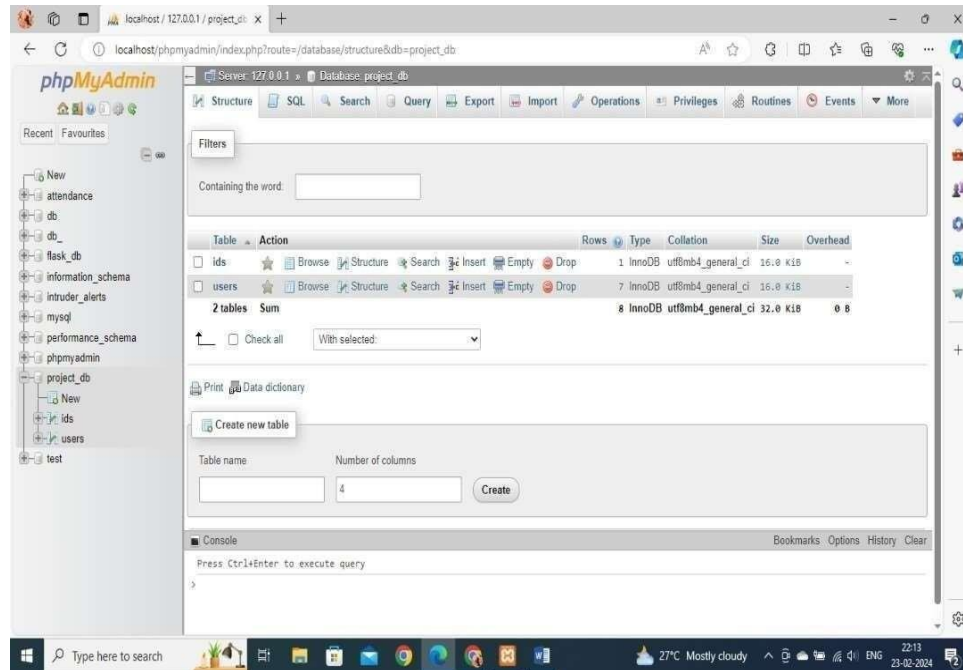 localhost / 127.0.0.1 / project_db
localhost/phpmyadmin/index.php?route=/database/structure&db=project_db
phpMyAdmin
Recent Favourites
New
attendance
db
db_
flask_db
information_schema
intruder_alerts
mysql
performance_schema
phpmyadmin
project_db
New
ids
users
test
Server: 127.0.0.1 » Database: project_db
Structure SQL Search Query Export Import Operations Privileges Routines Events More
Filters
Containing the word:
Table Action Rows Type Collation Size Overhead
ids Browse Structure Search Insert Empty Drop 1 InnoDB utf8mb4_general_ci 16.0 KiB -
users Browse Structure Search Insert Empty Drop 7 InnoDB utf8mb4_general_ci 16.0 KiB -
2 tables Sum 8 InnoDB utf8mb4_general_ci 32.0 KiB 0 B
Check all With selected:
Print Data dictionary
Create new table
Table name Number of columns
4 Create
Console Bookmarks Options History Clear
Press Ctrl+Enter to execute query
>
Type here to search 27°C Mostly cloudy ENG 22:13
23-02-2024